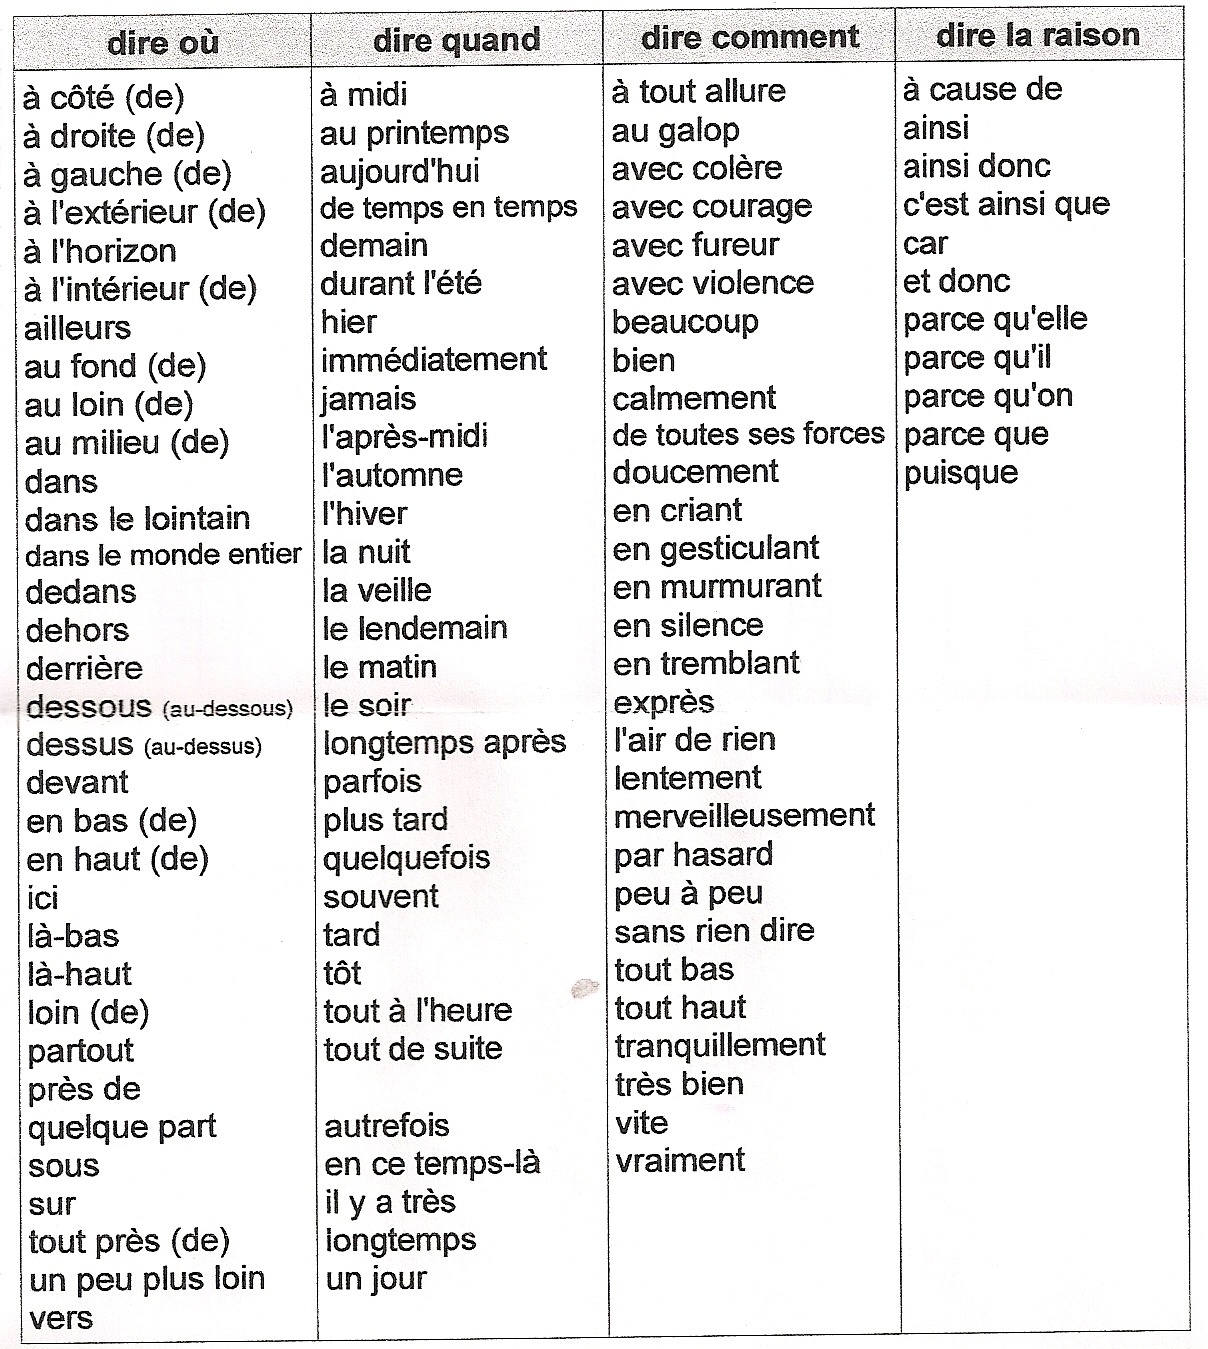 dire où
à côté (de)
à droite (de)
à gauche (de)
à l'extérieur (de)
à l'horizon
à l'intérieur (de)
ailleurs
au fond (de)
au loin (de)
au milieu (de)
dans
dans le lointain
dans le monde entier
dedans
dehors
derrière
dessous (au-dessous)
dessus (au-dessus)
devant
en bas (de)
en haut (de)
ici
là-bas
là-haut
loin (de)
partout
près de
quelque part
sous
sur
tout près (de)
un peu plus loin
vers
dire quand
à midi
au printemps
aujourd'hui
de temps en temps
demain
durant l'été
hier
immédiatement
jamais
l'après-midi
l'automne
l'hiver
la nuit
la veille
le lendemain
le matin
le soir
longtemps après
parfois
plus tard
quelquefois
souvent
tard
tôt
tout à l'heure
tout de suite
autrefois
en ce temps-là
il y a très
longtemps
un jour
dire comment
à tout allure
au galop
avec colère
avec courage
avec fureur
avec violence
beaucoup
bien
calmement
de toutes ses forces
doucement
en criant
en gesticulant
en murmurant
en silence
en tremblant
exprès
l'air de rien
lentement
merveilleusement
par hasard
peu à peu
sans rien dire
tout bas
tout haut
tranquillement
très bien
vite
vraiment
dire la raison
à cause de
ainsi
ainsi donc
c'est ainsi que
car
et donc
parce qu'elle
parce qu'il
parce qu'on
parce que
puisque